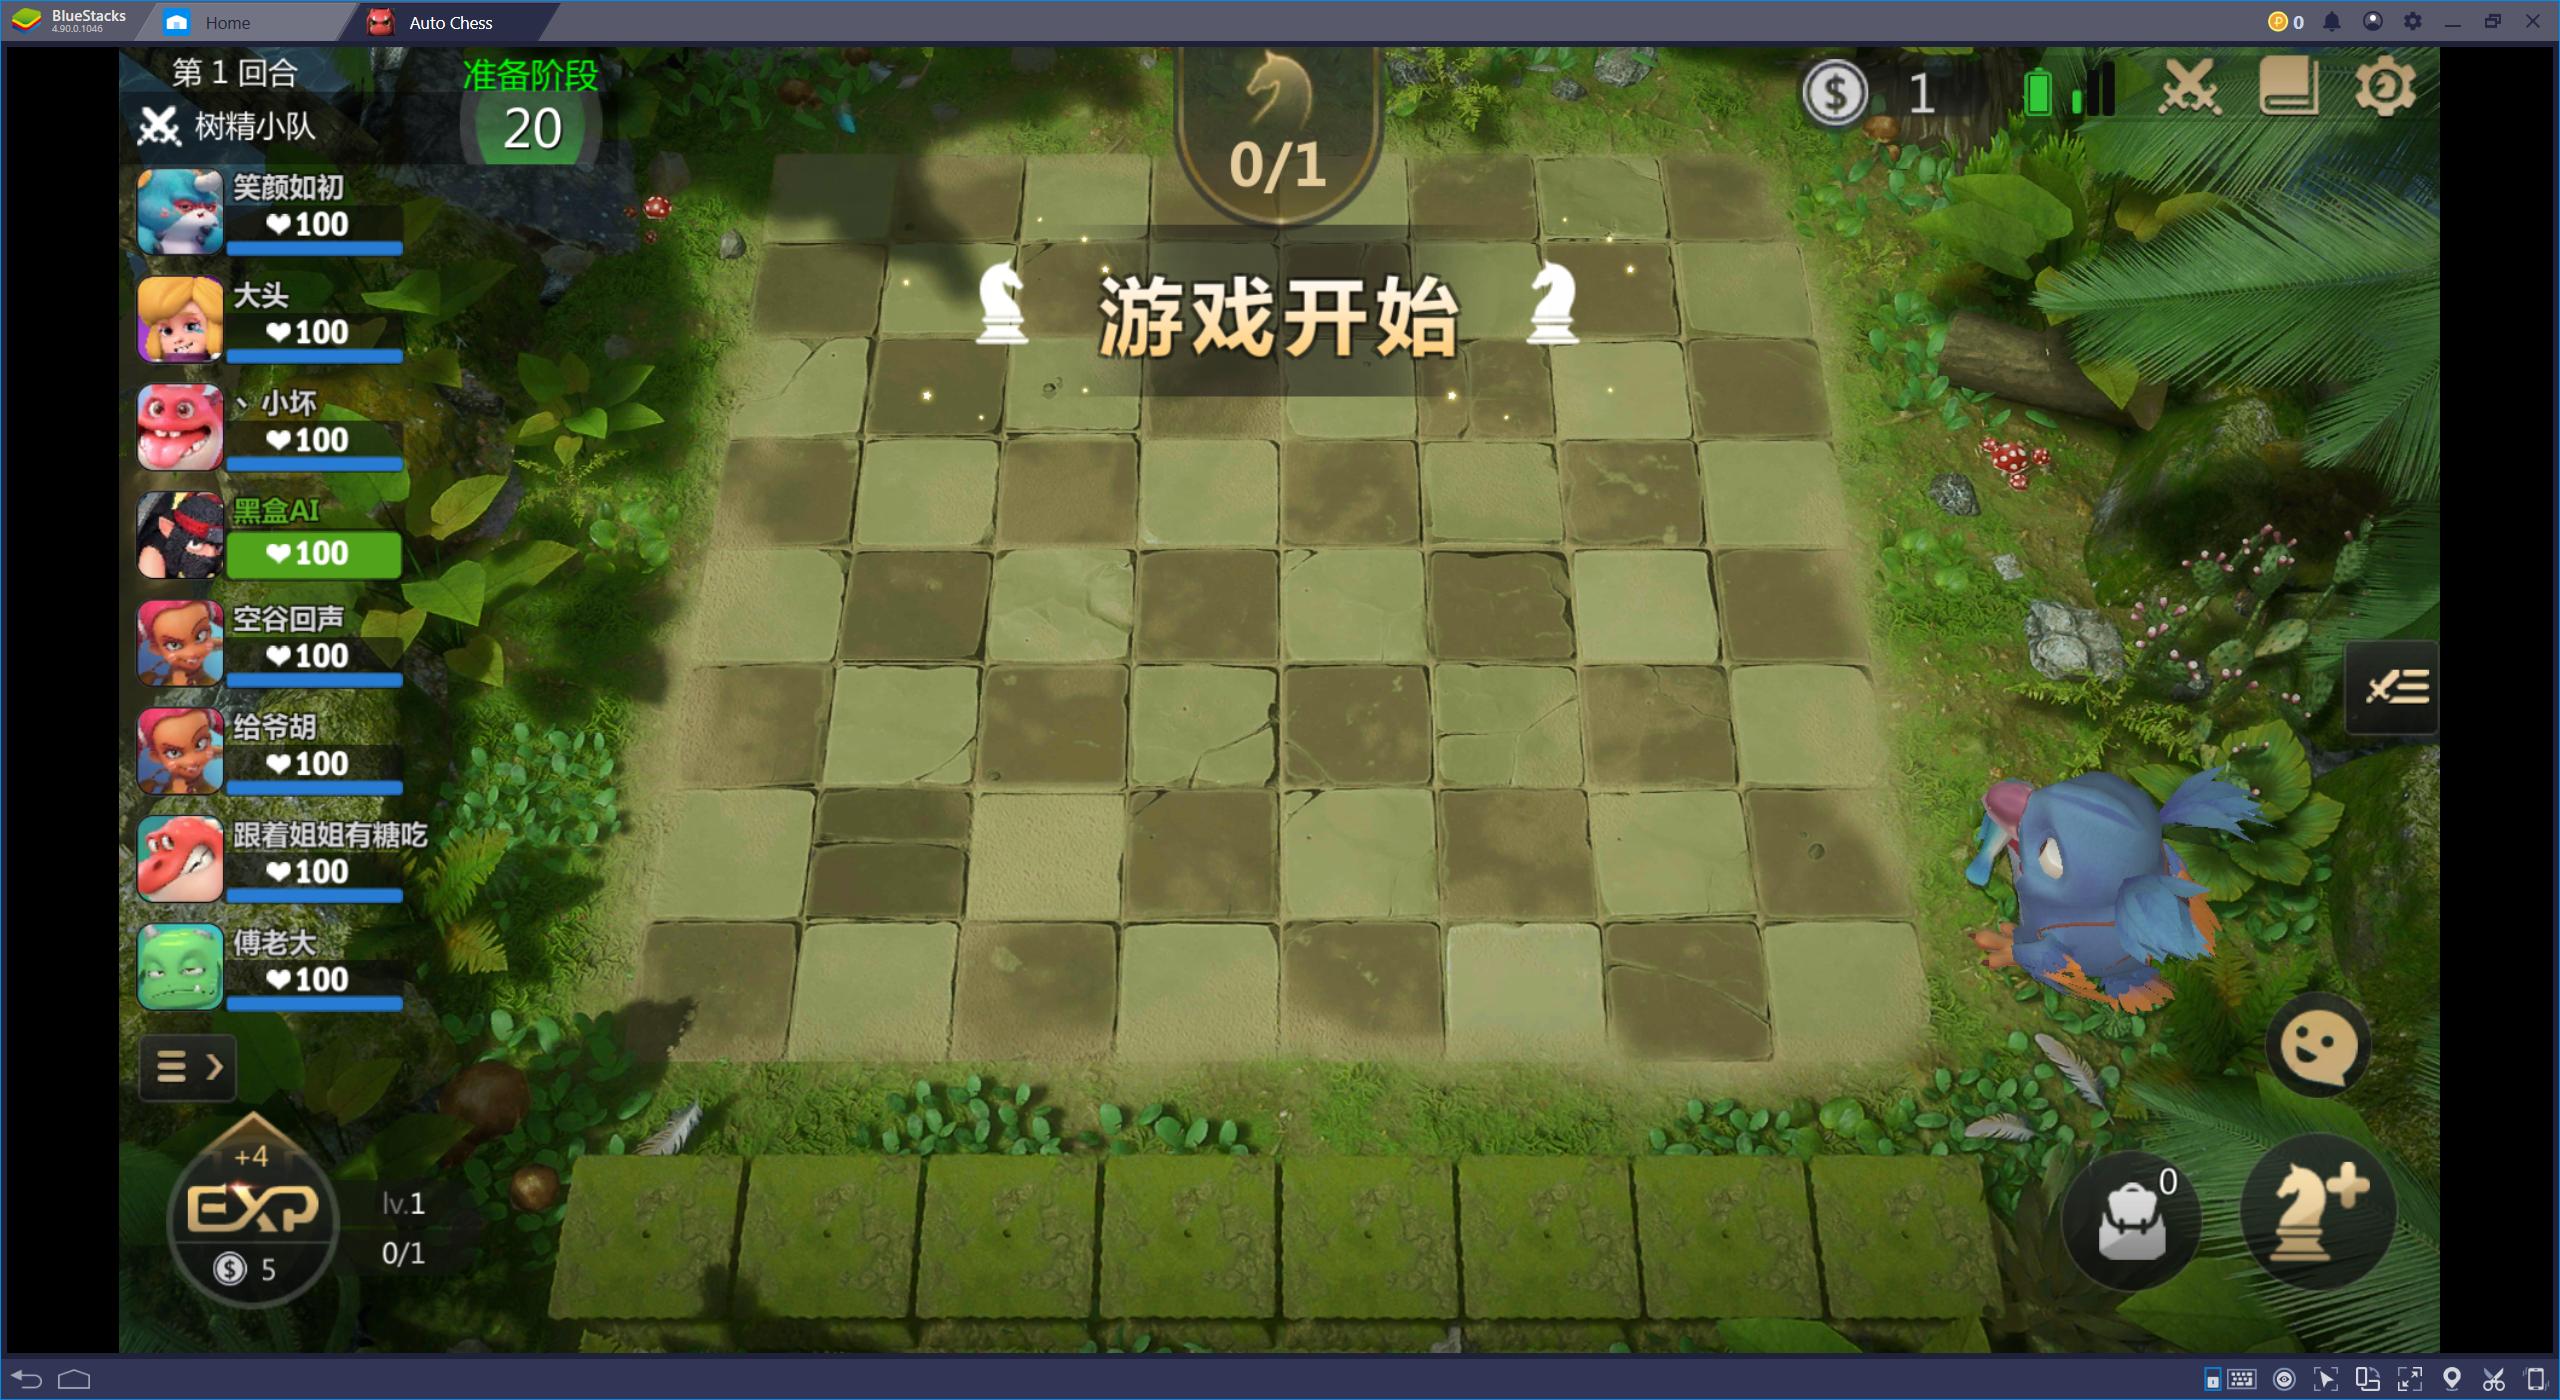 BlueStacks
4.90.0.1046
Home
Auto Chess
0
第1回合
准备阶段
树精小队
20
0/1
1
游戏开始
笑颜如初
100
大头
100
丶小坏
100
黑盒AI
100
空谷回声
100
给爷胡
100
跟着姐姐有糖吃
100
傅老大
100
+4
EXP
5
lv.1
0/1
0